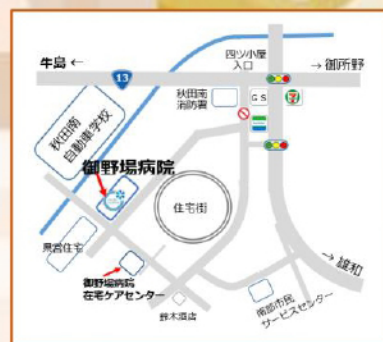 四ツ小屋
入口
牛島 ←
13
→ 御所野
秋田南
消防署
GS
7
秋田南
自動車学校
御野場病院
住宅街
県営住宅
→ 雄和
御野場病院
在宅ケアセンター
鈴木酒店
南部市民
サービスセンター